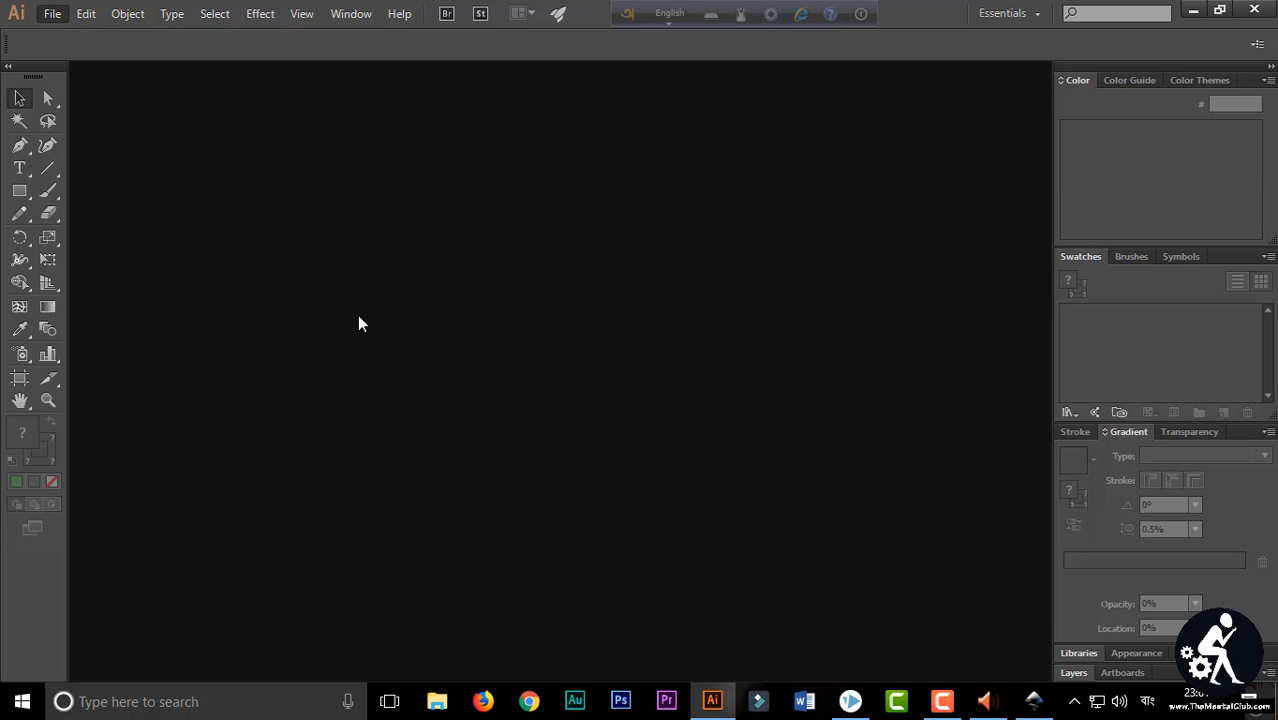 Ai File Edit Object Type Select Effect View Window Help Br St English Essentials
Color Color Guide Color Themes
#
Swatches Brushes Symbols
?
T
Stroke Gradient Transparency
Type:
? Stroke:
? 0°
0.5%
Opacity: 0%
Location: 0%
Libraries Appearance
Layers Artboards
Type here to search Au Ps Pr Ai বাং
www.TheMentalClub.com